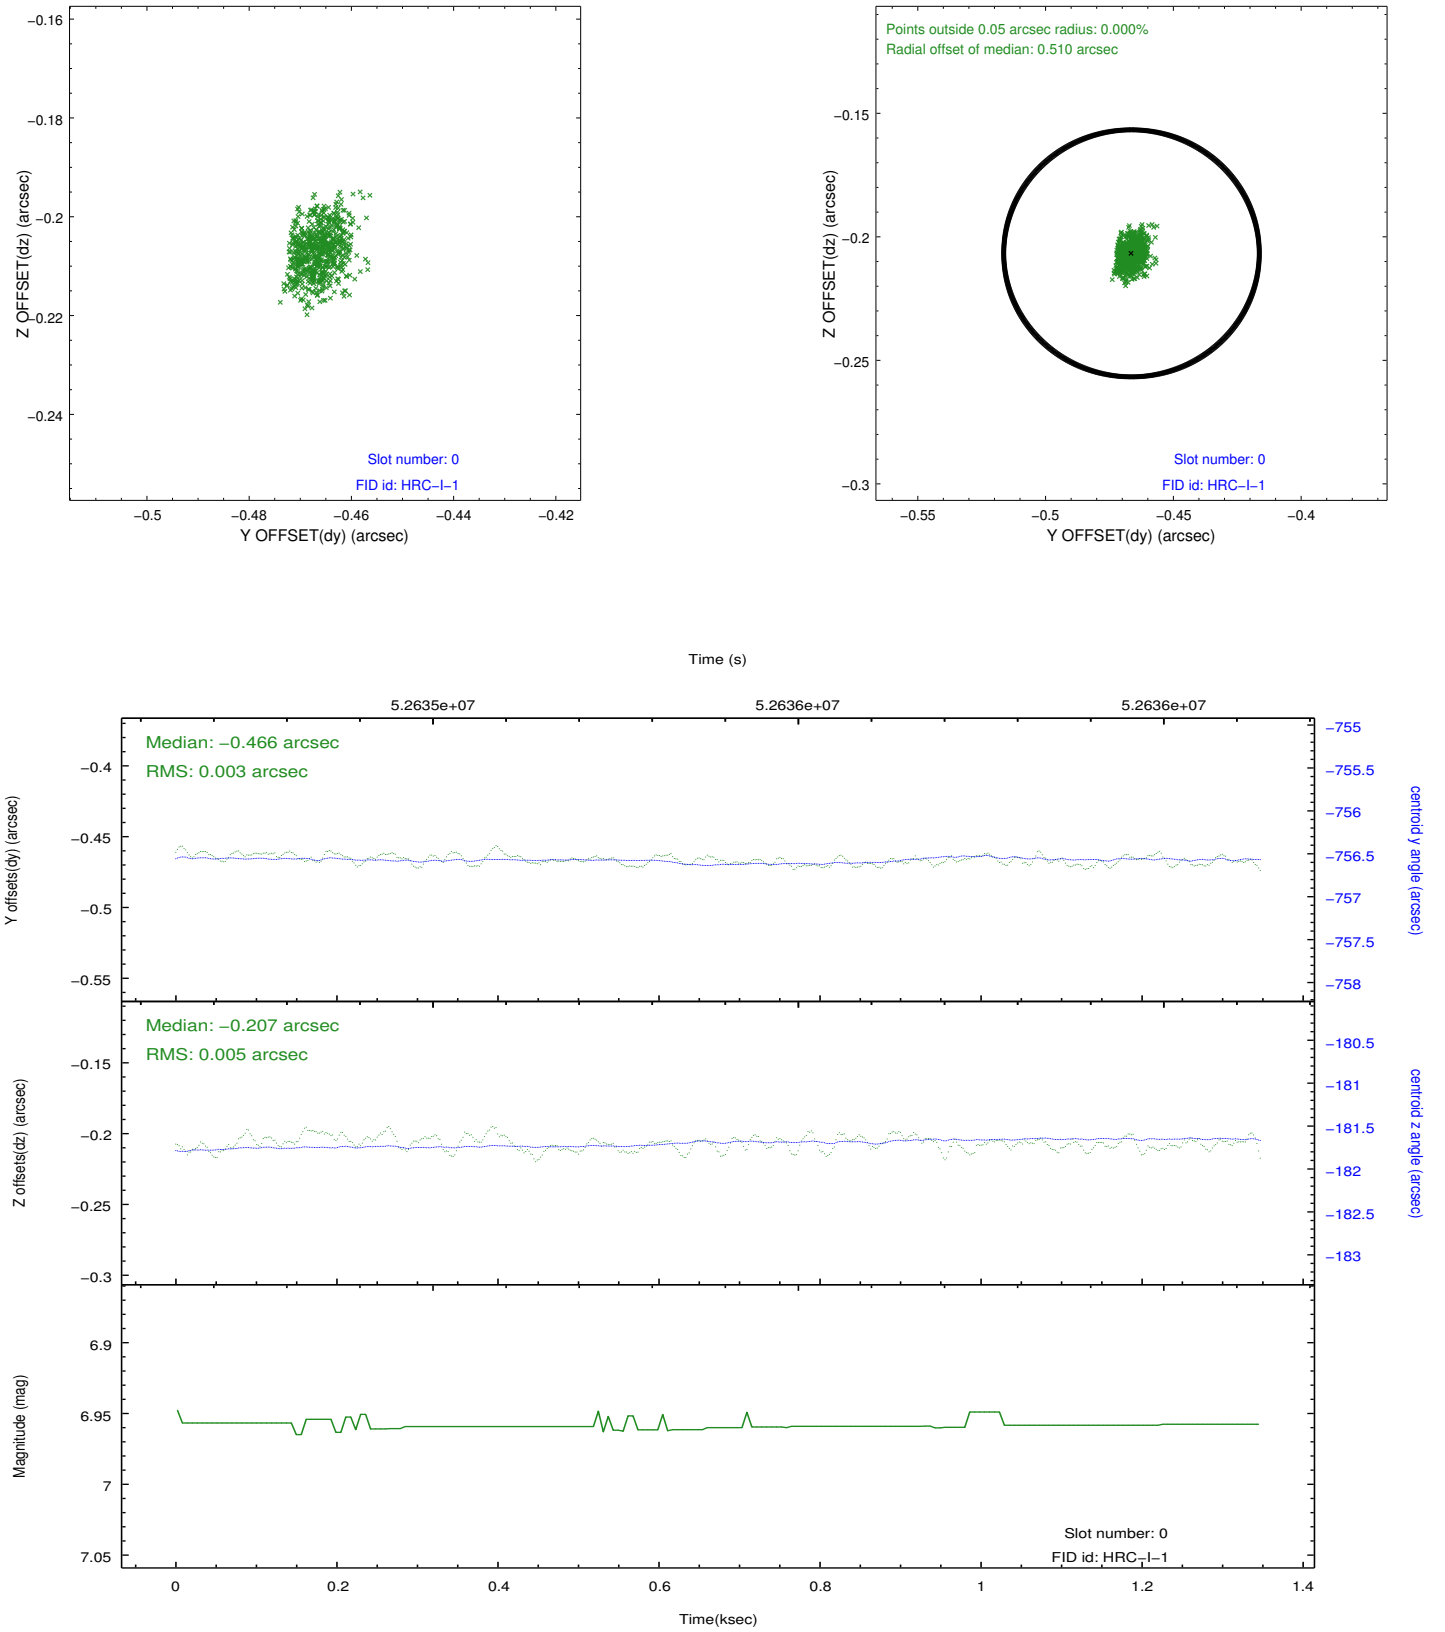 −0.16
−0.18
−0.2
−0.22
−0.24
Z OFFSET(dz) (arcsec)
Slot number: 0
FID id: HRC−I−1
−0.5
−0.48
−0.46
−0.44
−0.42
Y OFFSET(dy) (arcsec)
Points outside 0.05 arcsec radius: 0.000%
Radial offset of median: 0.510 arcsec
−0.15
−0.2
−0.25
−0.3
Z OFFSET(dz) (arcsec)
Slot number: 0
FID id: HRC−I−1
−0.55
−0.5
−0.45
−0.4
Y OFFSET(dy) (arcsec)
Time (s)
5.2635e+07
5.2636e+07
5.2636e+07
Median: −0.466 arcsec
RMS: 0.003 arcsec
−0.4
−0.45
−0.5
−0.55
Y offsets(dy) (arcsec)
−755
−755.5
−756
−756.5
−757
−757.5
−758
centroid y angle (arcsec)
Median: −0.207 arcsec
RMS: 0.005 arcsec
−0.15
−0.2
−0.25
−0.3
Z offsets(dz) (arcsec)
−180.5
−181
−181.5
−182
−182.5
−183
centroid z angle (arcsec)
6.9
6.95
7
7.05
Magnitude (mag)
Slot number: 0
FID id: HRC−I−1
0
0.2
0.4
0.6
0.8
1
1.2
1.4
Time(ksec)